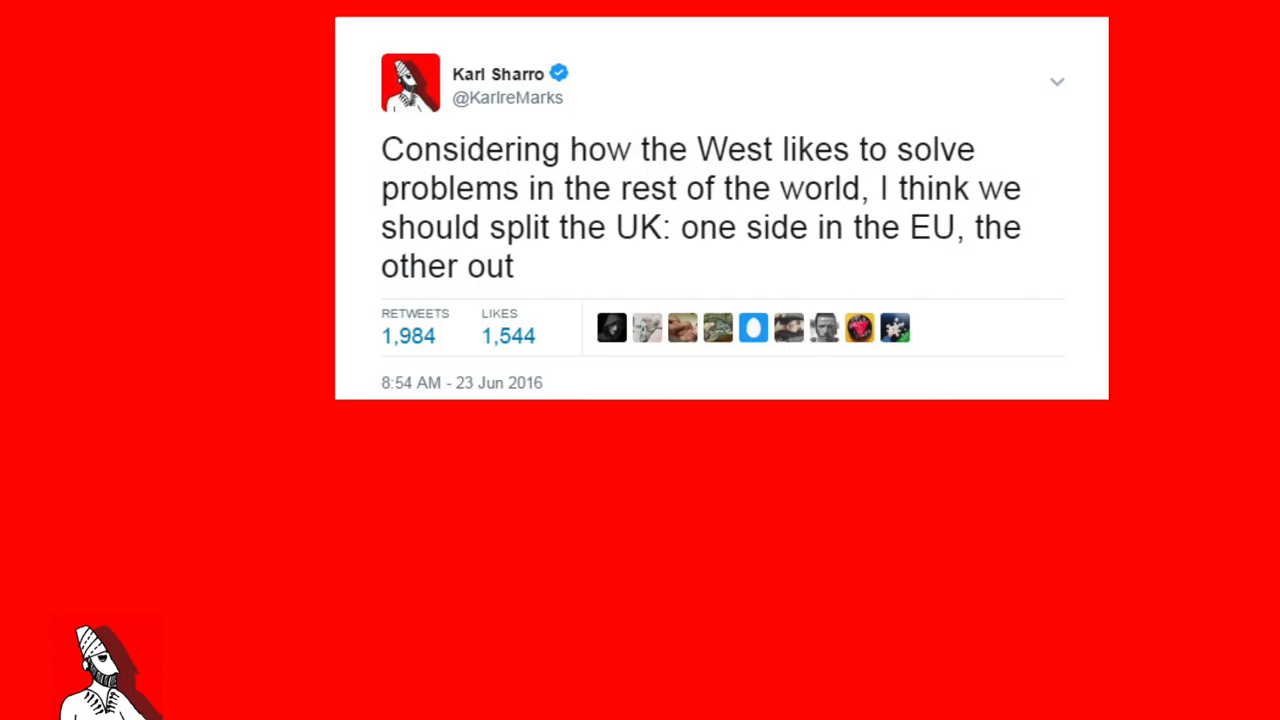 Karl Sharro
@KarlreMarks
Considering how the West likes to solve
problems in the rest of the world, I think we
should split the UK: one side in the EU, the
other out
RETWEETS LIKES
1,984 1,544
8:54 AM - 23 Jun 2016